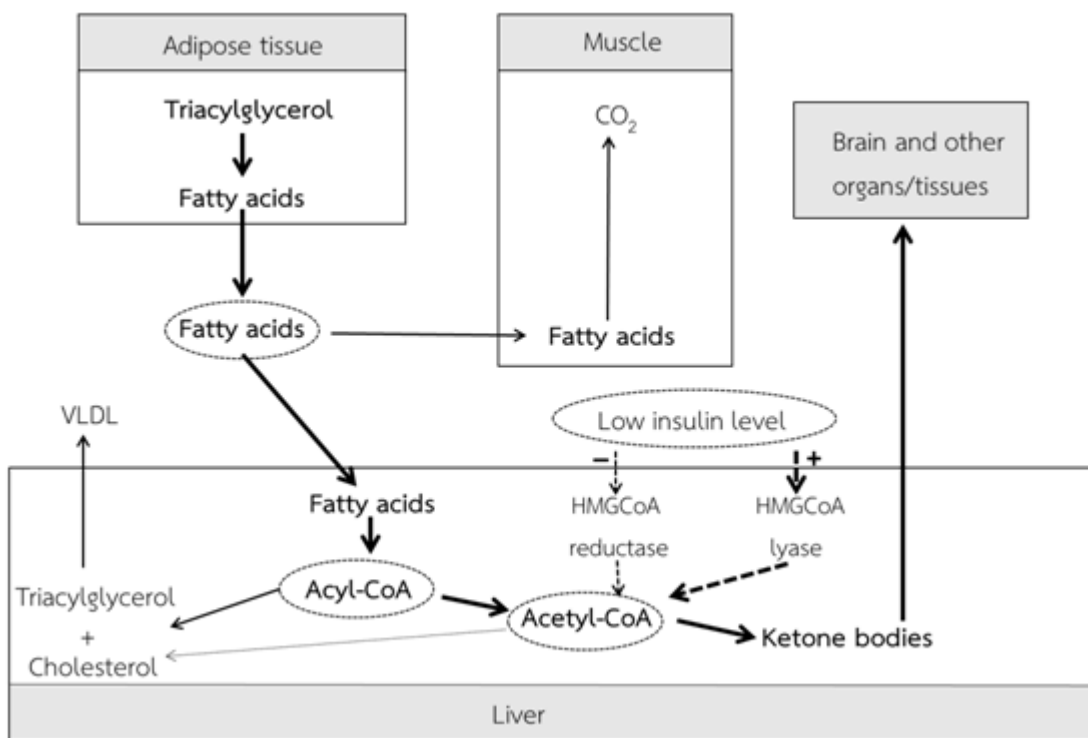 Adipose tissue
Triacylglycerol
Fatty acids
Fatty acids
Muscle
CO₂
Fatty acids
Brain and other
organs/tissues
Low insulin level
– +
VLDL
Fatty acids
HMGCoA
reductase
HMGCoA
lyase
Triacylglycerol
+
Cholesterol
Acyl-CoA
Acetyl-CoA
Ketone bodies
Liver